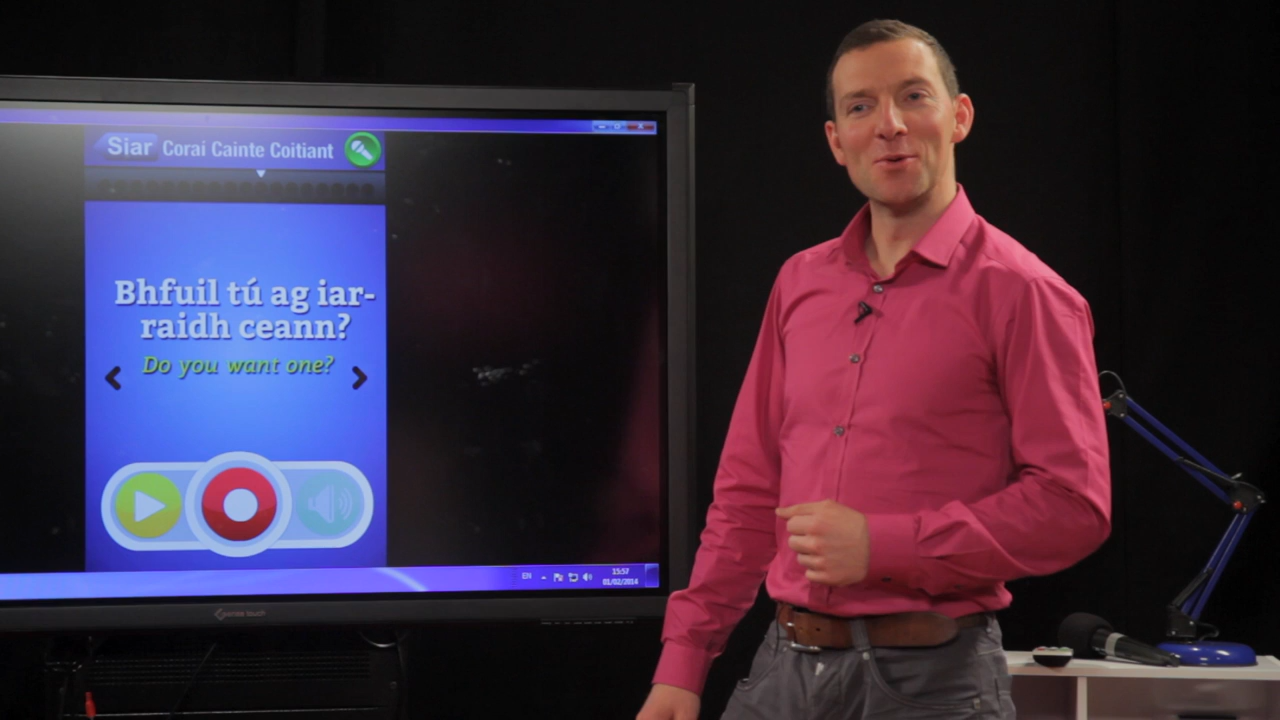 Siar Corai Cainte Coitiant
Bhfuil tú ag iar-
raidh ceann?
Do you want one?
EN
15:57
01/02/2014